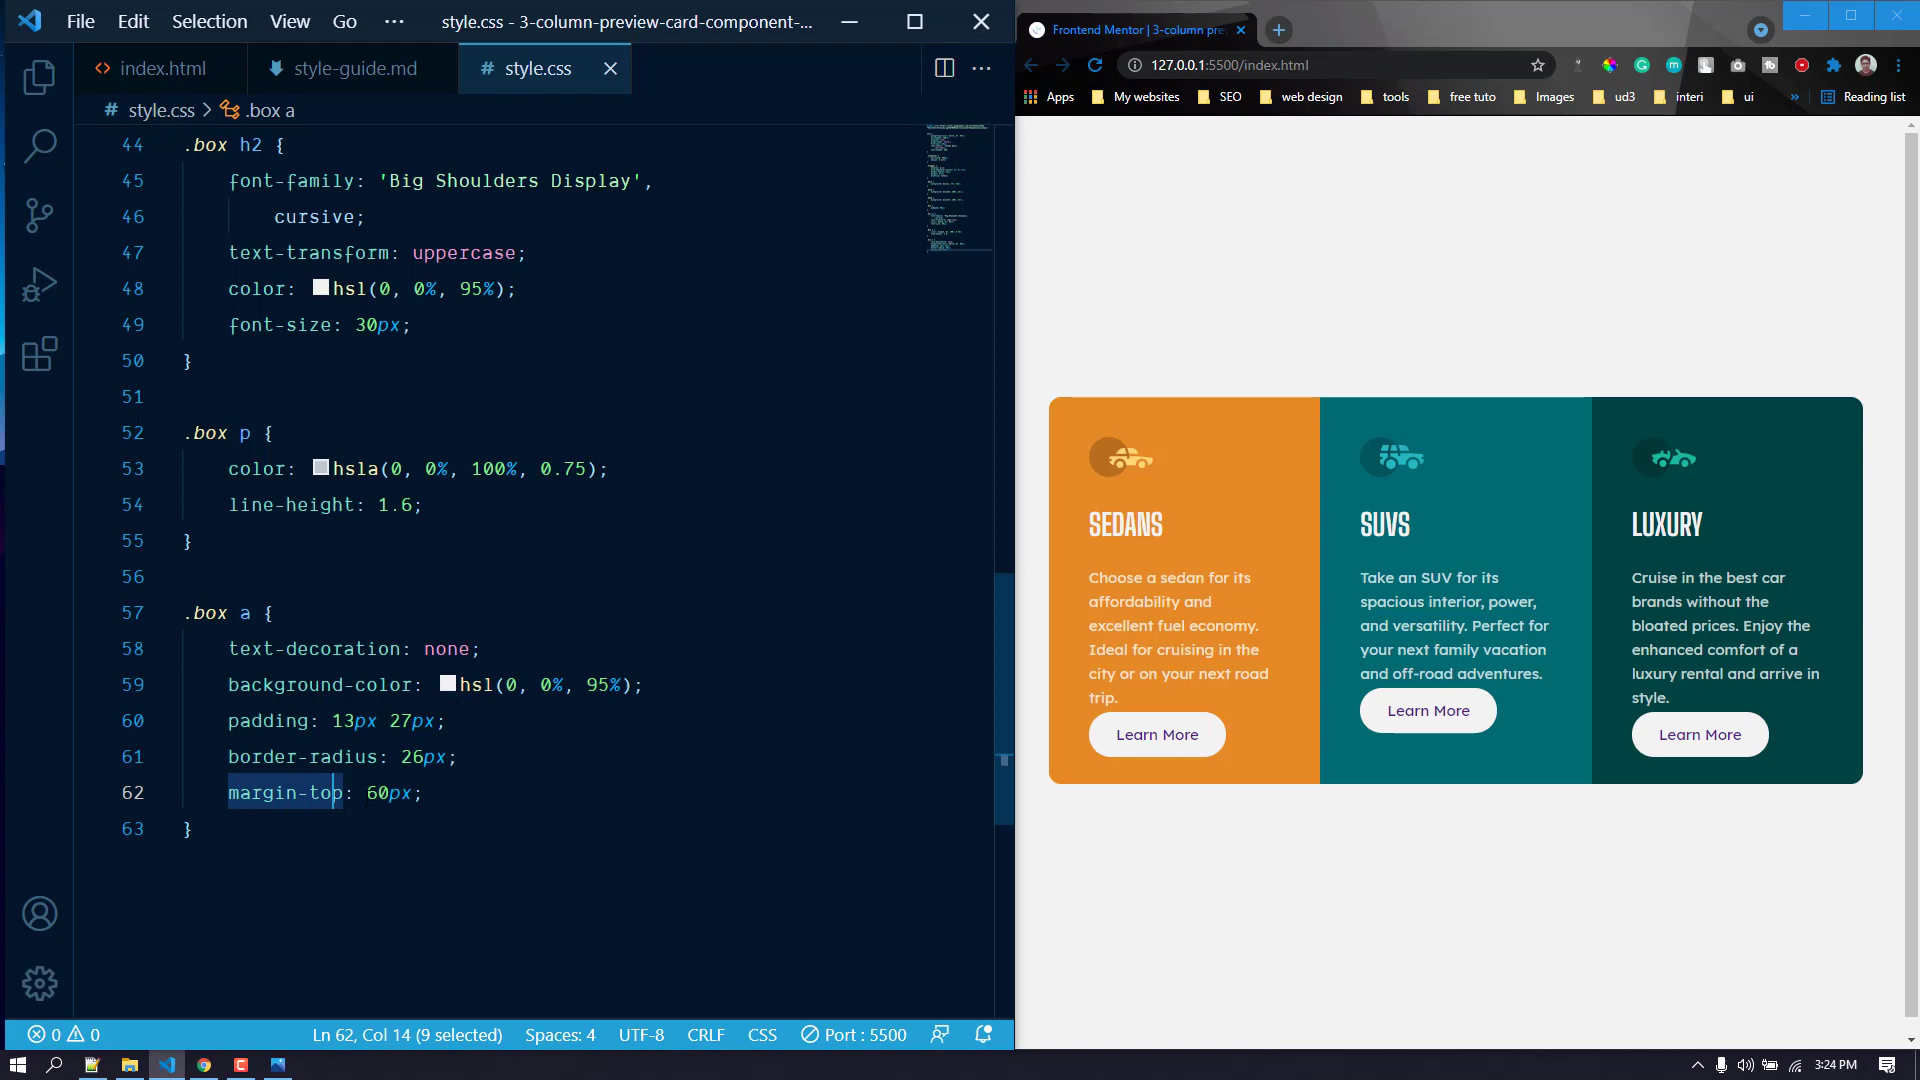 File Edit Selection View Go ··· style.css - 3-column-preview-card-component-...
index.html style-guide.md # style.css
# style.css > .box a
44 .box h2 {
45 font-family: 'Big Shoulders Display',
46 cursive;
47 text-transform: uppercase;
48 color: hsl(0, 0%, 95%);
49 font-size: 30px;
50 }
51
52 .box p {
53 color: hsla(0, 0%, 100%, 0.75);
54 line-height: 1.6;
55 }
56
57 .box a {
58 text-decoration: none;
59 background-color: hsl(0, 0%, 95%);
60 padding: 13px 27px;
61 border-radius: 26px;
62 margin-top: 60px;
63 }
0 0 Ln 62, Col 14 (9 selected) Spaces: 4 UTF-8 CRLF CSS Port : 5500
Frontend Mentor | 3-column pre
127.0.0.1:5500/index.html
Apps My websites SEO web design tools free tuto Images ud3 interi ui » Reading list
SEDANS
Choose a sedan for its
affordability and
excellent fuel economy.
Ideal for cruising in the
city or on your next road
trip.
Learn More
SUVS
Take an SUV for its
spacious interior, power,
and versatility. Perfect for
your next family vacation
and off-road adventures.
Learn More
LUXURY
Cruise in the best car
brands without the
bloated prices. Enjoy the
enhanced comfort of a
luxury rental and arrive in
style.
Learn More
3:24 PM